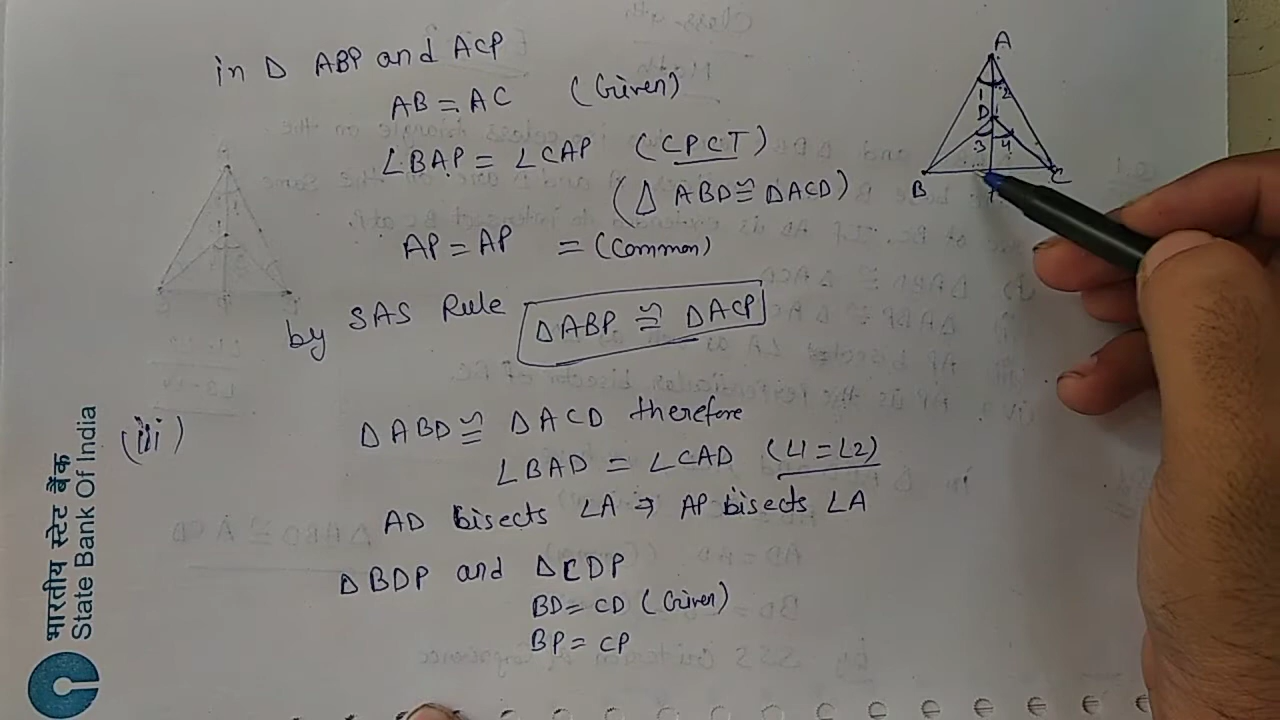 in Δ ABP and ACP
AB = AC (Given)
∠BAP = ∠CAP (CPCT)
(Δ ABD ≅ ΔACD)
AP = AP = (Common)
by SAS Rule ΔABP ≅ ΔACP
(iii) ΔABD ≅ ΔACD therefore
∠BAD = ∠CAD (∠1 = ∠2)
AD bisects ∠A ⇒ AP bisects ∠A
ΔBDP and ΔCDP
BD = CD (Given)
BP = CP
A
1 2
D
3 4
B C
भारतीय स्टेट बैंक
State Bank Of India